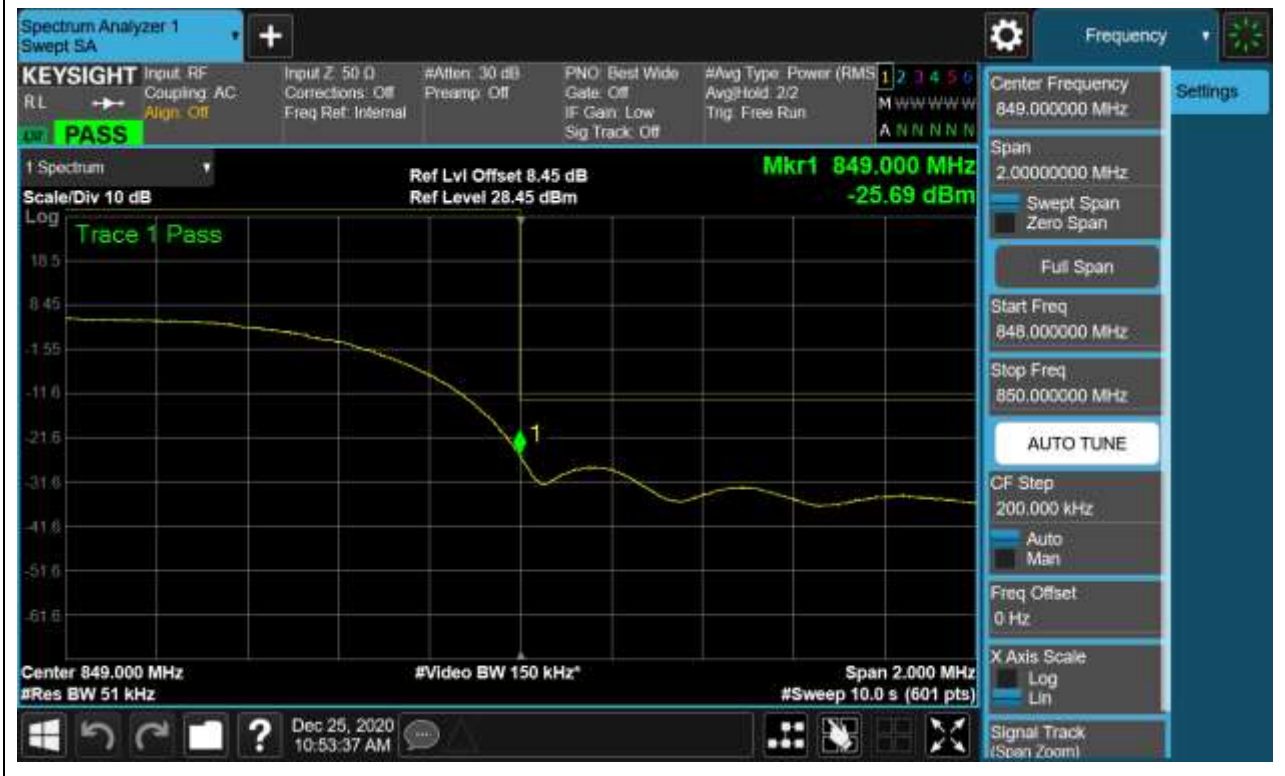 Spectrum Analyzer 1
Swept SA
+
Frequency
KEYSIGHT
RL
PASS
Input: RF
Coupling: AC
Align: Off
Input Z: 50 Ω
Corrections: Off
Freq Ref: Internal
#Atten: 30 dB
Preamp: Off
PNO: Best Wide
Gate: Off
IF Gain: Low
Sig Track: Off
#Avg Type: Power (RMS
Avg|Hold: 2/2
Trig: Free Run
1 2 3 4 5 6
M W W W W W
A N N N N N
1 Spectrum
Scale/Div 10 dB
Ref Lvl Offset 8.45 dB
Ref Level 28.45 dBm
Mkr1 849.000 MHz
-25.69 dBm
Log
Trace 1 Pass
18.5
8.45
-1.55
-11.6
-21.6
-31.6
-41.6
-51.6
-61.6
1
Center 849.000 MHz
#Res BW 51 kHz
#Video BW 150 kHz*
Span 2.000 MHz
#Sweep 10.0 s (601 pts)
?
Dec 25, 2020
10:53:37 AM
Center Frequency
849.000000 MHz
Settings
Span
2.00000000 MHz
Swept Span
Zero Span
Full Span
Start Freq
848.000000 MHz
Stop Freq
850.000000 MHz
AUTO TUNE
CF Step
200.000 kHz
Auto
Man
Freq Offset
0 Hz
X Axis Scale
Log
Lin
Signal Track
(Span Zoom)